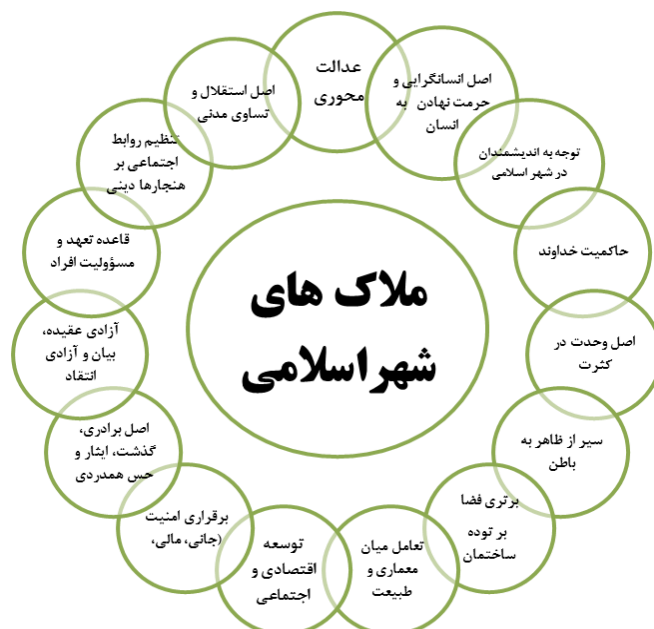 ملاک های
شهر اسلامی
عدالت
محوری
اصل انسانگرایی و
حرمت نهادن به
انسان
توجه به اندیشمندان
در شهر اسلامی
حاکمیت خداوند
اصل وحدت در
کثرت
سیر از ظاهر به
باطن
برتری فضا
بر توده
ساختمان
تعامل میان
معماری و
طبیعت
توسعه
اقتصادی و
اجتماعی
برقراری امنیت
(جانی، مالی،
اصل برادری،
گذشت، ایثار و
حس همدردی
آزادی عقیده،
بیان و آزادی
انتقاد
قاعده تعهد و
مسؤولیت افراد
تنظیم روابط
اجتماعی بر
هنجارها دینی
اصل استقلال و
تساوی مدنی